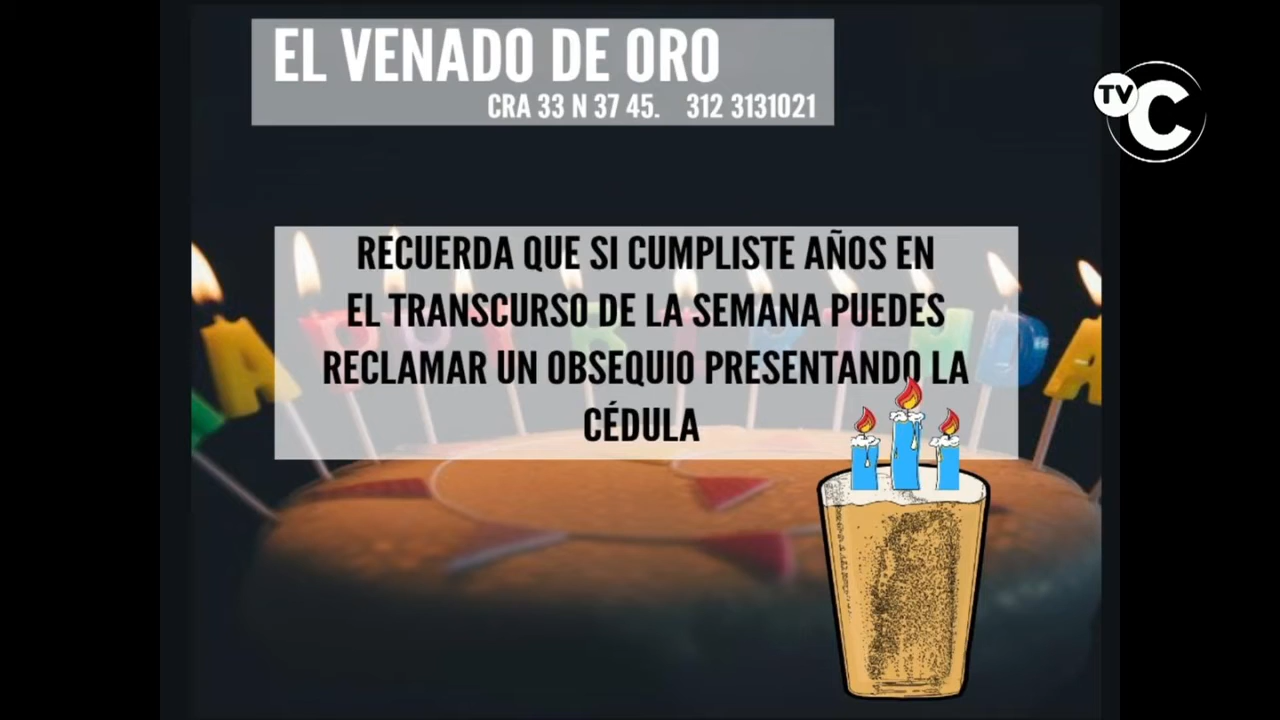 EL VENADO DE ORO
CRA 33 N 37 45. 312 3131021
TV C
RECUERDA QUE SI CUMPLISTE AÑOS EN
EL TRANSCURSO DE LA SEMANA PUEDES
RECLAMAR UN OBSEQUIO PRESENTANDO LA
CÉDULA